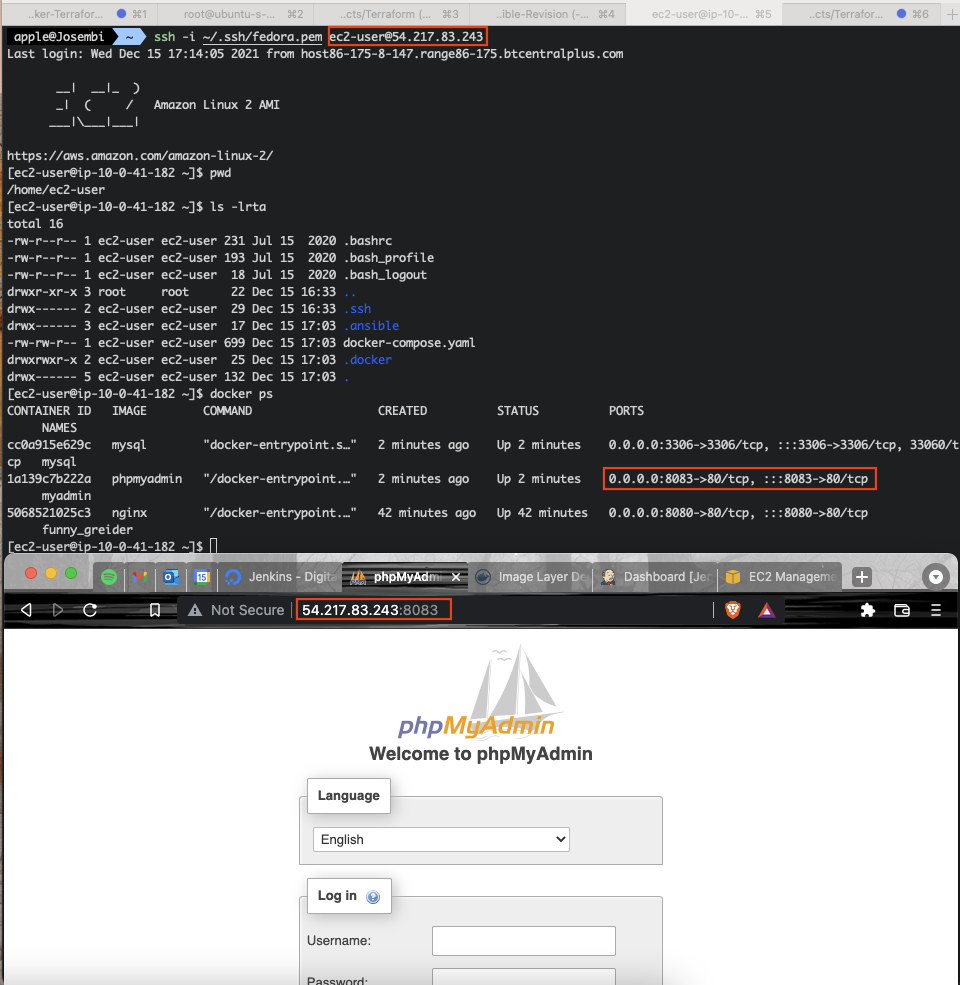 ..ker-Terrafor... ⌘1 root@ubuntu-s-... ⌘2 ..cts/Terraform (... ⌘3 ..ible-Revision (-... ⌘4 ec2-user@ip-10-... ⌘5 ..cts/Terrafor... ⌘6
apple@Josembi ~ ssh -i ~/.ssh/fedora.pem ec2-user@54.217.83.243
Last login: Wed Dec 15 17:14:05 2021 from host86-175-8-147.range86-175.btcentralplus.com
__| __|_ )
_| ( / Amazon Linux 2 AMI
___|\___|___|
https://aws.amazon.com/amazon-linux-2/
[ec2-user@ip-10-0-41-182 ~]$ pwd
/home/ec2-user
[ec2-user@ip-10-0-41-182 ~]$ ls -lrta
total 16
-rw-r--r-- 1 ec2-user ec2-user 231 Jul 15 2020 .bashrc
-rw-r--r-- 1 ec2-user ec2-user 193 Jul 15 2020 .bash_profile
-rw-r--r-- 1 ec2-user ec2-user 18 Jul 15 2020 .bash_logout
drwxr-xr-x 3 root root 22 Dec 15 16:33 ..
drwx------ 2 ec2-user ec2-user 29 Dec 15 16:33 .ssh
drwx------ 3 ec2-user ec2-user 17 Dec 15 17:03 .ansible
-rw-rw-r-- 1 ec2-user ec2-user 699 Dec 15 17:03 docker-compose.yaml
drwxrwxr-x 2 ec2-user ec2-user 25 Dec 15 17:03 .docker
drwx------ 5 ec2-user ec2-user 132 Dec 15 17:03 .
[ec2-user@ip-10-0-41-182 ~]$ docker ps
CONTAINER ID IMAGE COMMAND CREATED STATUS PORTS
NAMES
cc0a915e629c mysql "docker-entrypoint.s…" 2 minutes ago Up 2 minutes 0.0.0.0:3306->3306/tcp, :::3306->3306/tcp, 33060/t
cp mysql
1a139c7b222a phpmyadmin "/docker-entrypoint.…" 2 minutes ago Up 2 minutes 0.0.0.0:8083->80/tcp, :::8083->80/tcp
myadmin
5068521025c3 nginx "/docker-entrypoint.…" 42 minutes ago Up 42 minutes 0.0.0.0:8080->80/tcp, :::8080->80/tcp
funny_greider
[ec2-user@ip-10-0-41-182 ~]$
15 Jenkins - Digita phpMyAdm Image Layer De Dashboard [Jen EC2 Manageme
Not Secure 54.217.83.243:8083
phpMyAdmin
Welcome to phpMyAdmin
Language
English
Log in
Username:
Password: